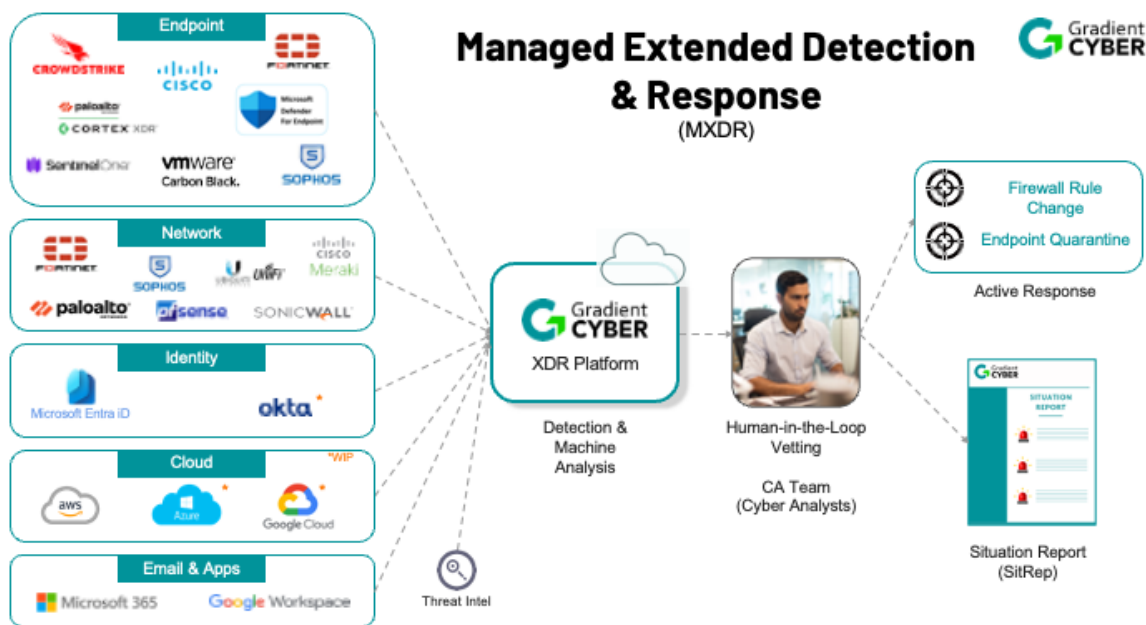 Endpoint
CROWDSTRIKE
FORTINET
CISCO
paloalto
CORTEX XDR
Microsoft
Defender
For Endpoint
SentinelOne
vmware
Carbon Black.
SOPHOS
Network
FORTINET
SOPHOS
UBIQUITI
UniFi
CISCO
Meraki
paloalto
NETWORKS
pfsense
SONICWALL
Identity
Microsoft Entra iD
okta*
Cloud
*WIP
aws
Azure
*
Google Cloud
*
Email & Apps
Microsoft 365
Google Workspace
Threat Intel
Managed Extended Detection
& Response
(MXDR)
Gradient
CYBER
Gradient
CYBER
XDR Platform
Detection &
Machine
Analysis
Human-in-the-Loop
Vetting
CA Team
(Cyber Analysts)
Firewall Rule
Change
Endpoint Quarantine
Active Response
Gradient
CYBER
SITUATION
REPORT
Situation Report
(SitRep)